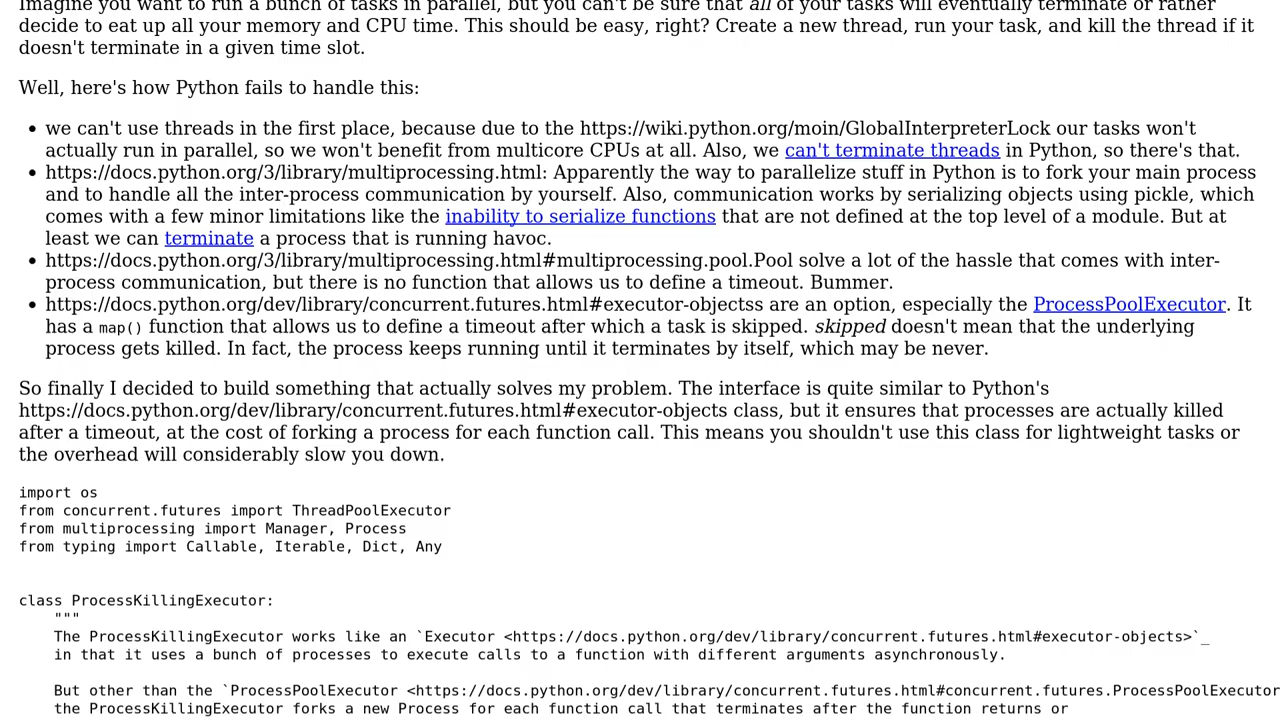 Imagine you want to run a bunch of tasks in parallel, but you can't be sure that all of your tasks will eventually terminate or rather
decide to eat up all your memory and CPU time. This should be easy, right? Create a new thread, run your task, and kill the thread if it
doesn't terminate in a given time slot.
Well, here's how Python fails to handle this:
• we can't use threads in the first place, because due to the https://wiki.python.org/moin/GlobalInterpreterLock our tasks won't
actually run in parallel, so we won't benefit from multicore CPUs at all. Also, we can't terminate threads in Python, so there's that.
• https://docs.python.org/3/library/multiprocessing.html: Apparently the way to parallelize stuff in Python is to fork your main process
and to handle all the inter-process communication by yourself. Also, communication works by serializing objects using pickle, which
comes with a few minor limitations like the inability to serialize functions that are not defined at the top level of a module. But at
least we can terminate a process that is running havoc.
• https://docs.python.org/3/library/multiprocessing.html#multiprocessing.pool.Pool solve a lot of the hassle that comes with inter-
process communication, but there is no function that allows us to define a timeout. Bummer.
• https://docs.python.org/dev/library/concurrent.futures.html#executor-objectss are an option, especially the ProcessPoolExecutor. It
has a map() function that allows us to define a timeout after which a task is skipped. skipped doesn't mean that the underlying
process gets killed. In fact, the process keeps running until it terminates by itself, which may be never.
So finally I decided to build something that actually solves my problem. The interface is quite similar to Python's
https://docs.python.org/dev/library/concurrent.futures.html#executor-objects class, but it ensures that processes are actually killed
after a timeout, at the cost of forking a process for each function call. This means you shouldn't use this class for lightweight tasks or
the overhead will considerably slow you down.
import os
from concurrent.futures import ThreadPoolExecutor
from multiprocessing import Manager, Process
from typing import Callable, Iterable, Dict, Any
class ProcessKillingExecutor:
"""
The ProcessKillingExecutor works like an `Executor <https://docs.python.org/dev/library/concurrent.futures.html#executor-objects>`_
in that it uses a bunch of processes to execute calls to a function with different arguments asynchronously.
But other than the `ProcessPoolExecutor <https://docs.python.org/dev/library/concurrent.futures.html#concurrent.futures.ProcessPoolExecutor
the ProcessKillingExecutor forks a new Process for each function call that terminates after the function returns or